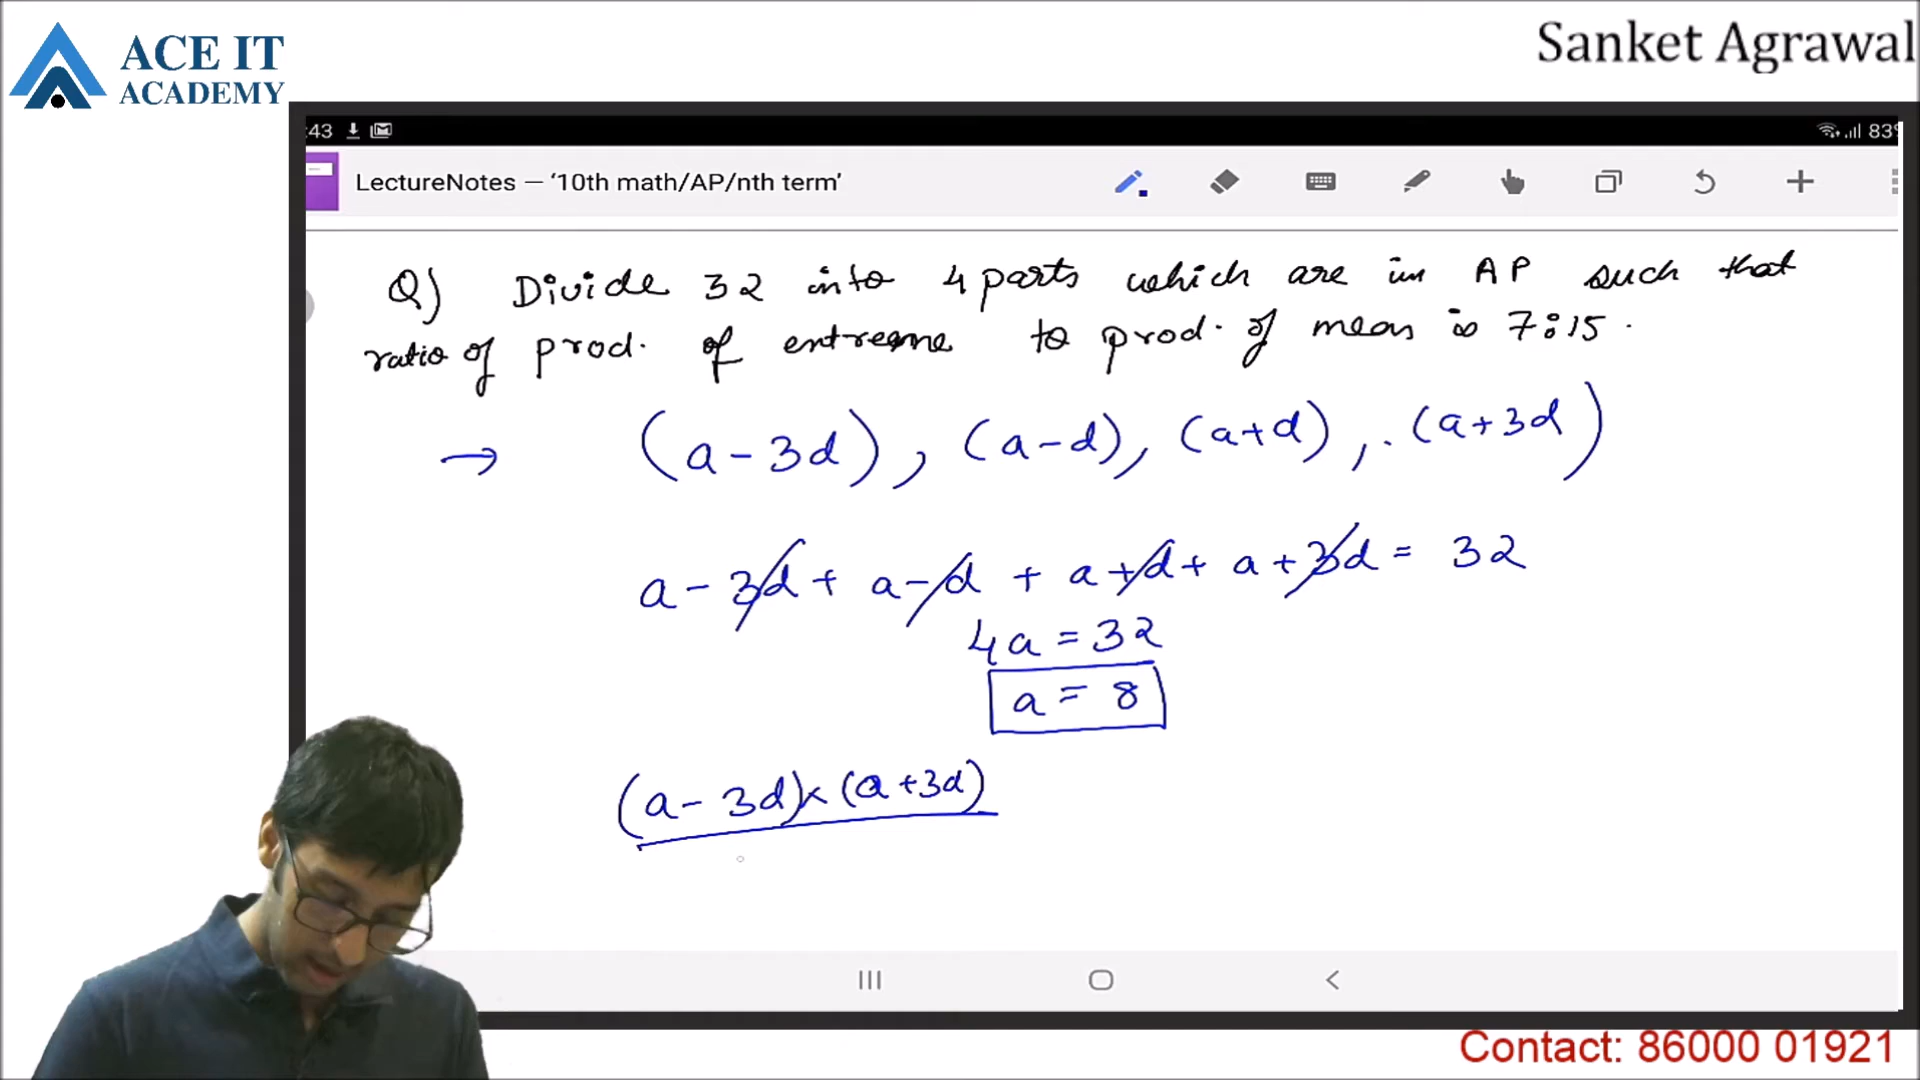 ACE IT
ACADEMY
Sanket Agrawal
:43
83%
LectureNotes — ‘10th math/AP/nth term’
Q) Divide 32 into 4 parts which are in AP such that
ratio of prod. of extreme to prod. of mean is 7:15.
→ (a - 3d), (a - d), (a + d), (a + 3d)
a - 3d + a - d + a + d + a + 3d = 32
4a = 32
a = 8
(a - 3d) × (a + 3d)
Contact: 86000 01921